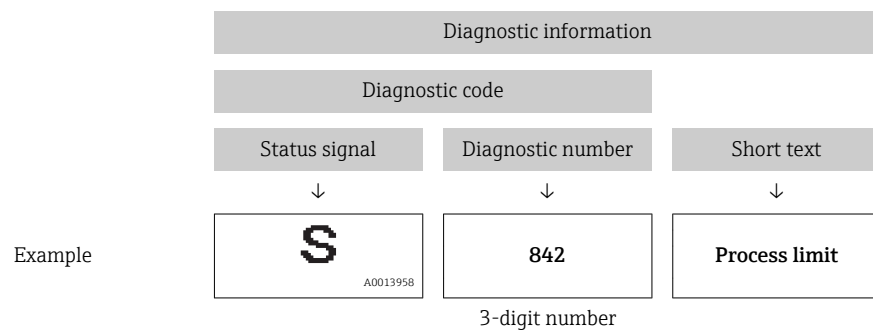 Diagnostic information
Diagnostic code
Status signal Diagnostic number Short text
↓ ↓ ↓
Example S 842 Process limit
A0013958
3-digit number